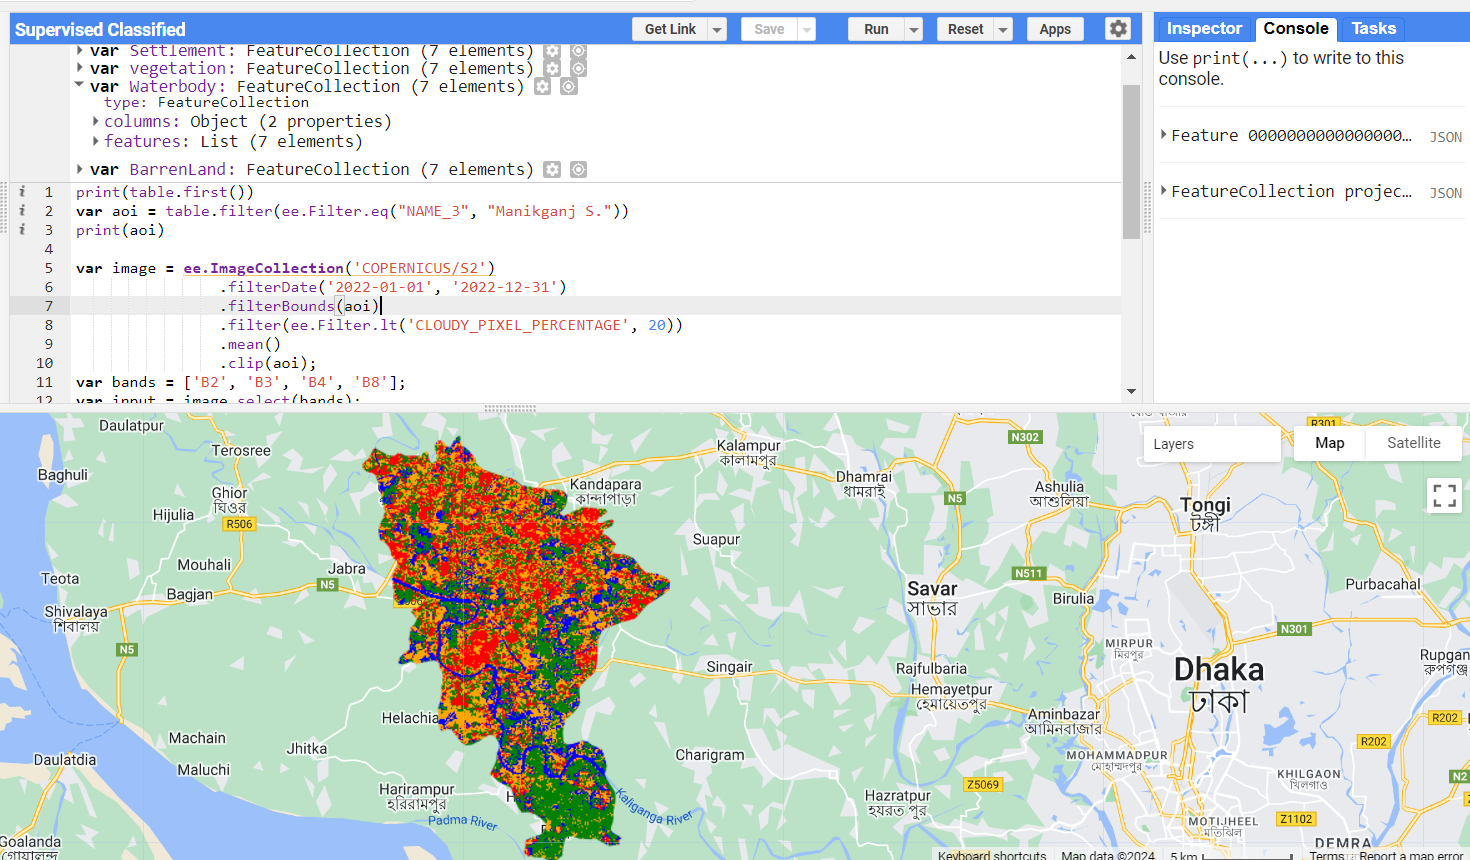 Supervised Classified
Get Link
Save
Run
Reset
Apps
Inspector
Console
Tasks
var Settlement: FeatureCollection (7 elements)
var vegetation: FeatureCollection (7 elements)
var Waterbody: FeatureCollection (7 elements)
type: FeatureCollection
columns: Object (2 properties)
features: List (7 elements)
var BarrenLand: FeatureCollection (7 elements)
i 1 print(table.first())
i 2 var aoi = table.filter(ee.Filter.eq("NAME_3", "Manikganj S."))
i 3 print(aoi)
4
5 var image = ee.ImageCollection('COPERNICUS/S2')
6 .filterDate('2022-01-01', '2022-12-31')
7 .filterBounds(aoi)
8 .filter(ee.Filter.lt('CLOUDY_PIXEL_PERCENTAGE', 20))
9 .mean()
10 .clip(aoi);
11 var bands = ['B2', 'B3', 'B4', 'B8'];
12 var input = image.select(bands);
Use print(...) to write to this
console.
Feature 0000000000000000… JSON
FeatureCollection projec… JSON
Layers
Map
Satellite
Daulatpur
Terosree
Baghuli
Ghior
ঘিওর
R506
Hijulia
Mouhali
Jabra
N5
Teota
Bagjan
Shivalaya
শিবালয়
N5
Helachia
Machain
Jhitka
Daulatdia
Maluchi
Harirampur
হরিরামপুর
Padma River
Goalanda
গোয়ালন্দ
Kalampur
কালামপুর
Kandapara
কান্দাপাড়া
Dhamrai
ধামরাই
N302
N5
Ashulia
আশুলিয়া
R301
Tongi
টঙ্গী
Suapur
Savar
সাভার
N511
Birulia
Purbacahal
N301
MIRPUR
মিরপুর
Singair
Rajfulbaria
Hemayetpur
হেমায়েতপুর
Dhaka
ঢাকা
Rupgan
রূপগঞ্জ
Aminbazar
আমিনবাজার
R202
R202
Charigram
MOHAMMADPUR
মোহাম্মদপুর
KHILGAON
খিলগাও
N2
Z5069
Kaliganga River
Hazratpur
হযরত পুর
MOTIJHEEL
মতিঝিল
Z1102
DEMRA
Keyboard shortcuts
Map data ©2024
5 km
Terms
Report a map error